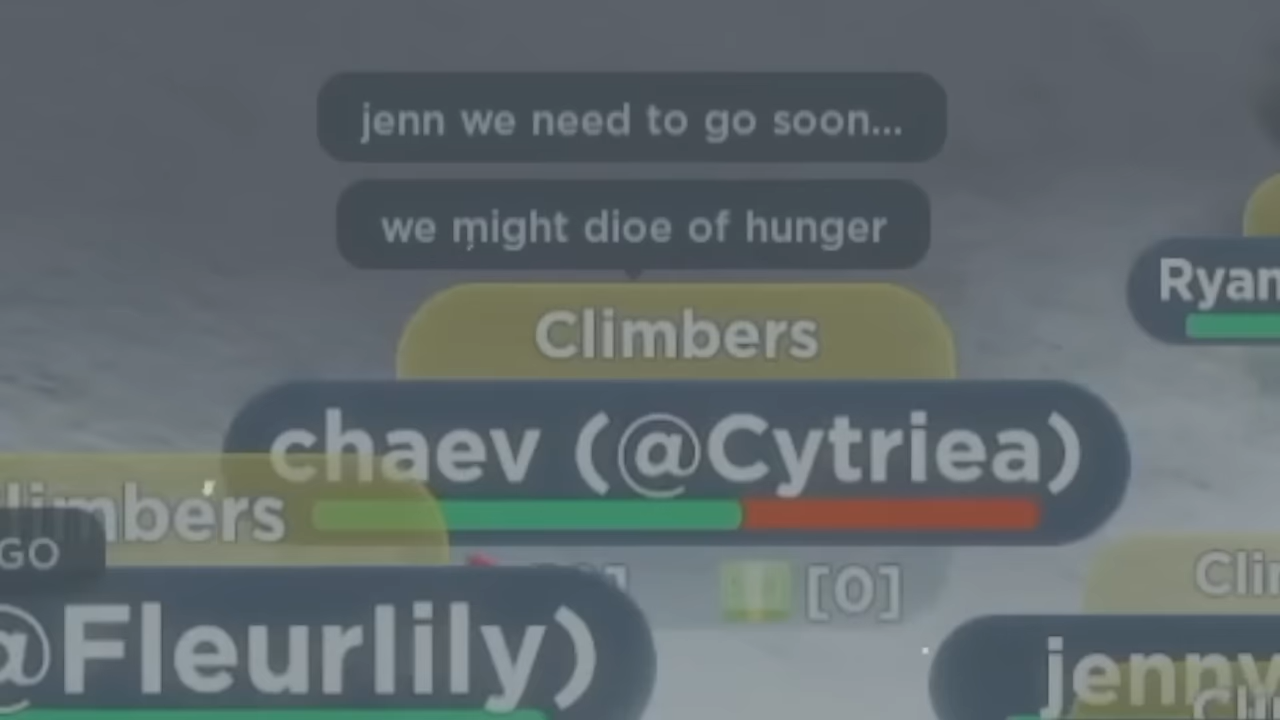 jenn we need to go soon...
we might dioe of hunger
Climbers
Ryan
chaev (@Cytriea)
limbers
GO
[0]
@Fleurlily)
jenny